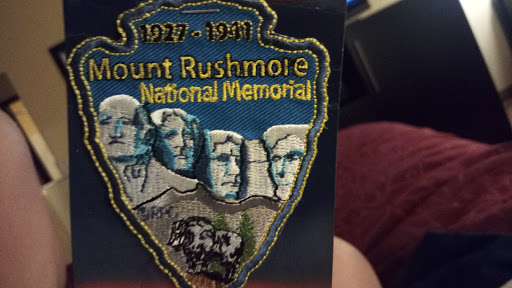 1927 - 1941
Mount Rushmore
National Memorial